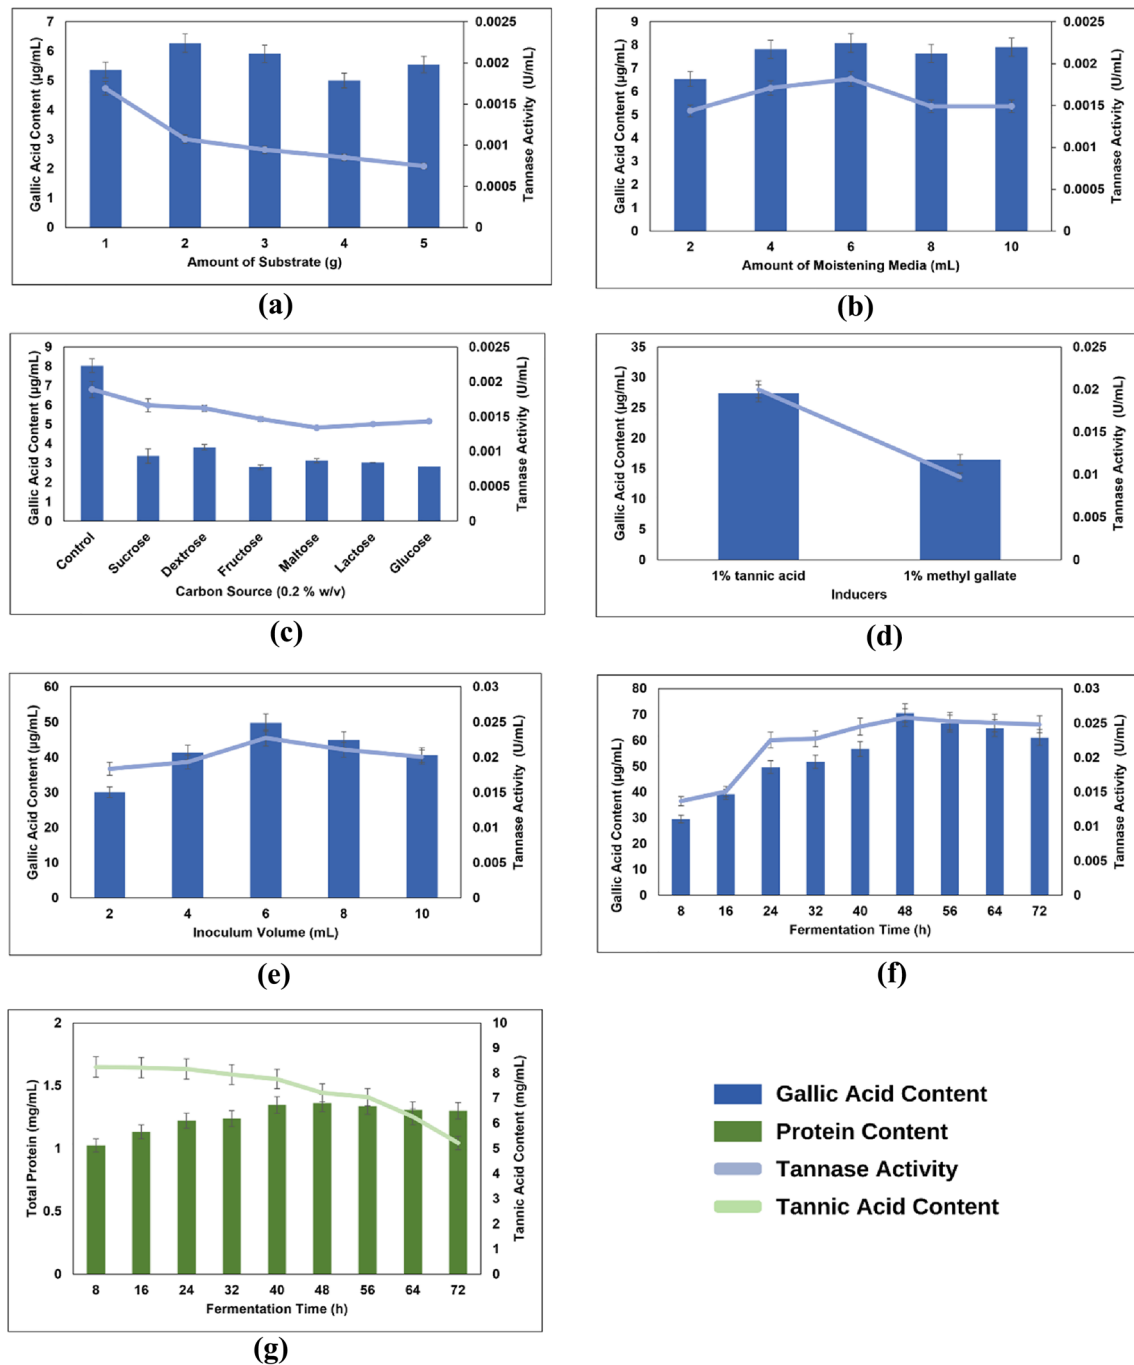 7
6
5
4
3
2
1
0
Gallic Acid Content (µg/mL)
0.0025
0.002
0.0015
0.001
0.0005
0
Tannase Activity (U/mL)
1 2 3 4 5
Amount of Substrate (g)
(a)
9
8
7
6
5
4
3
2
1
0
Gallic Acid Content (µg/mL)
0.0025
0.002
0.0015
0.001
0.0005
0
Tannase Activity (U/mL)
2 4 6 8 10
Amount of Moistening Media (mL)
(b)
9
8
7
6
5
4
3
2
1
0
Gallic Acid Content (µg/mL)
0.0025
0.002
0.0015
0.001
0.0005
0
Tannase Activity (U/mL)
Control Sucrose Dextrose Fructose Maltose Lactose Glucose
Carbon Source (0.2 % w/v)
(c)
35
30
25
20
15
10
5
0
Gallic Acid Content (µg/mL)
0.025
0.02
0.015
0.01
0.005
0
Tannase Activity (U/mL)
1% tannic acid 1% methyl gallate
Inducers
(d)
60
50
40
30
20
10
0
Gallic Acid Content (µg/mL)
0.03
0.025
0.02
0.015
0.01
0.005
0
Tannase Activity (U/mL)
2 4 6 8 10
Inoculum Volume (mL)
(e)
80
70
60
50
40
30
20
10
0
Gallic Acid Content (µg/mL)
0.03
0.025
0.02
0.015
0.01
0.005
0
Tannase Activity (U/mL)
8 16 24 32 40 48 56 64 72
Fermentation Time (h)
(f)
2
1.5
1
0.5
0
Total Protein (mg/mL)
10
9
8
7
6
5
4
3
2
1
0
Tannic Acid Content (mg/mL)
8 16 24 32 40 48 56 64 72
Fermentation Time (h)
(g)
Gallic Acid Content
Protein Content
Tannase Activity
Tannic Acid Content